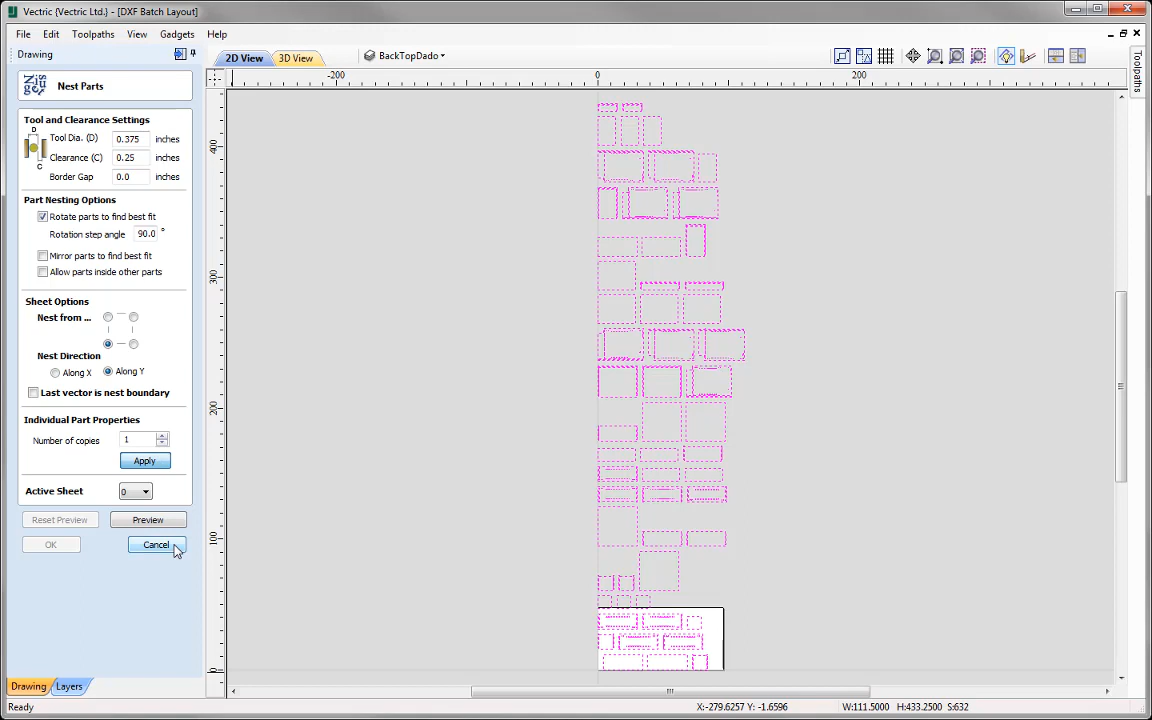 Vectric {Vectric Ltd.} - [DXF Batch Layout]
File Edit Toolpaths View Gadgets Help
Drawing
2D View 3D View BackTopDado
Toolpaths
-200 0 200
Nest Parts
Tool and Clearance Settings
D
Tool Dia. (D) 0.375 inches
Clearance (C) 0.25 inches
C
Border Gap 0.0 inches
Part Nesting Options
Rotate parts to find best fit
Rotation step angle 90.0 °
Mirror parts to find best fit
Allow parts inside other parts
Sheet Options
Nest from ...
Nest Direction
Along X Along Y
Last vector is nest boundary
Individual Part Properties
Number of copies 1
Apply
Active Sheet 0
Reset Preview Preview
OK Cancel
400
300
200
100
0
Drawing Layers
Ready X:-279.6257 Y: -1.6596 W:111.5000 H:433.2500 S:632